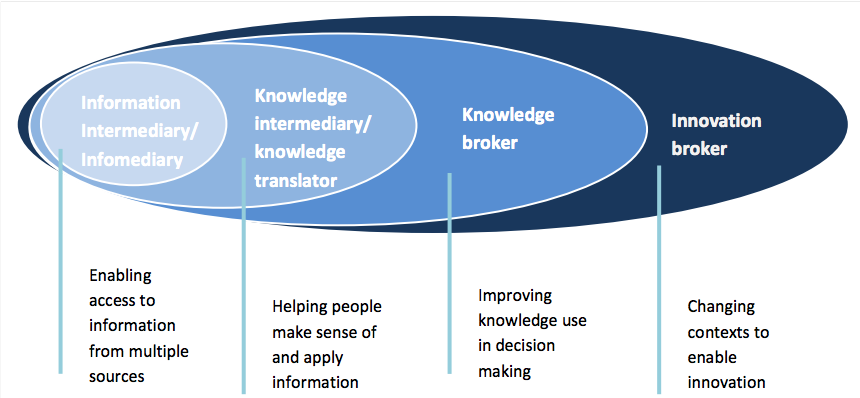 Information
Intermediary/
Infomediary
Knowledge
intermediary/
knowledge
translator
Knowledge
broker
Innovation
broker
Enabling
access to
information
from multiple
sources
Helping people
make sense of
and apply
information
Improving
knowledge use
in decision
making
Changing
contexts to
enable
innovation